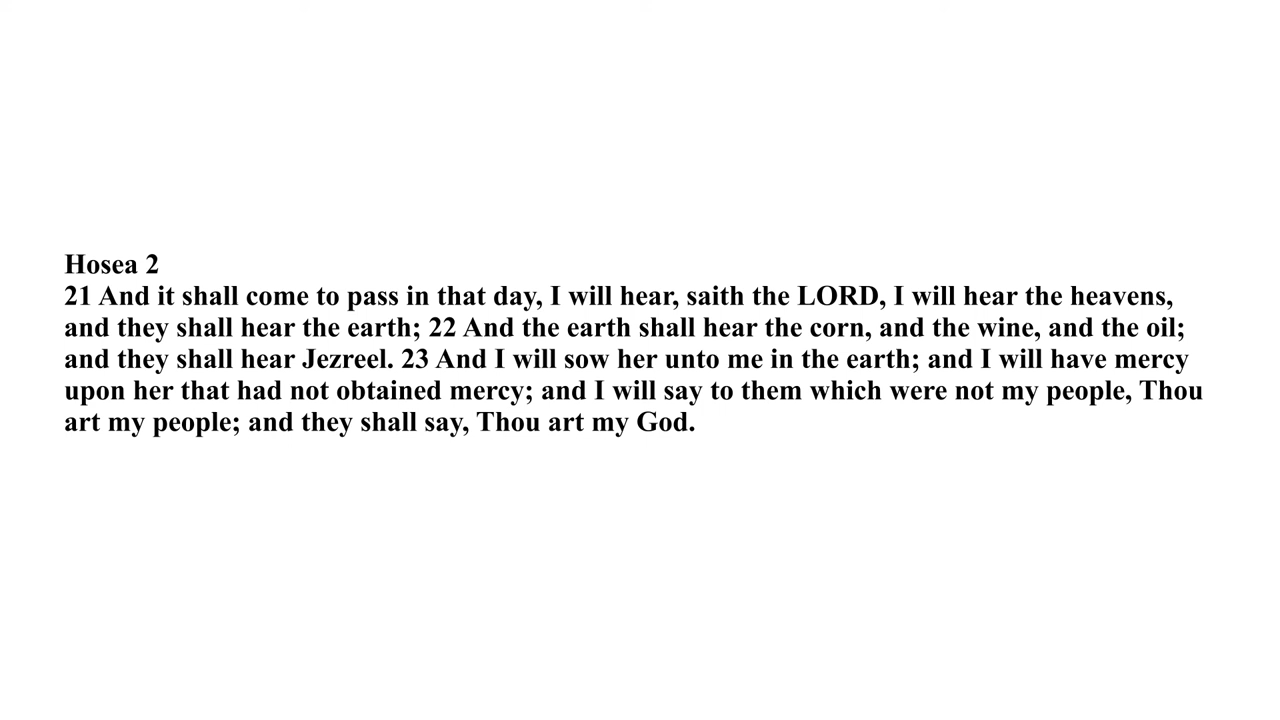 Hosea 2
21 And it shall come to pass in that day, I will hear, saith the LORD, I will hear the heavens,
and they shall hear the earth; 22 And the earth shall hear the corn, and the wine, and the oil;
and they shall hear Jezreel. 23 And I will sow her unto me in the earth; and I will have mercy
upon her that had not obtained mercy; and I will say to them which were not my people, Thou
art my people; and they shall say, Thou art my God.